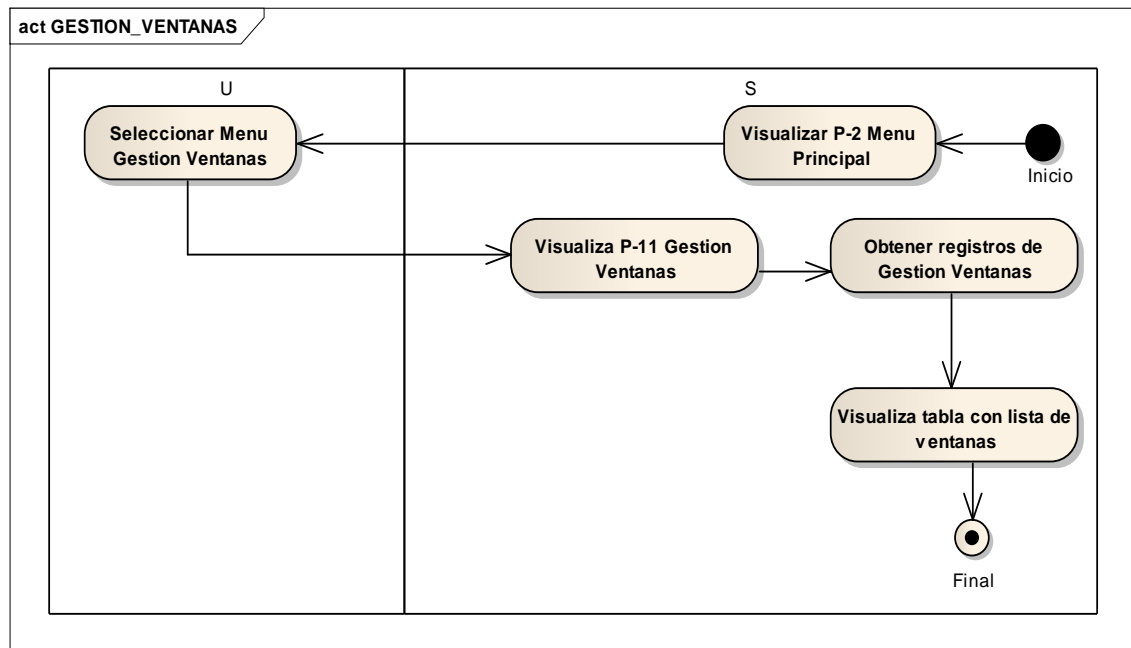 act GESTION_VENTANAS
U
S
Seleccionar Menu
Gestion Ventanas
Visualizar P-2 Menu
Principal
Inicio
Visualiza P-11 Gestion
Ventanas
Obtener registros de
Gestion Ventanas
Visualiza tabla con lista de
ventanas
Final